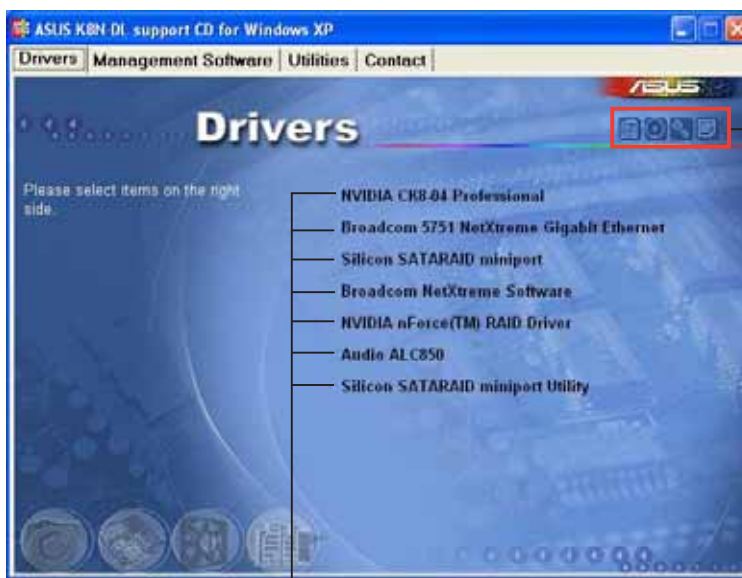 ASUS K8N-DL support CD for Windows XP
Drivers Management Software Utilities Contact
ASUS
Drivers
Please select items on the right
side.
NVIDIA CK8-04 Professional
Broadcom 5751 NetXtreme Gigabit Ethernet
Silicon SATARAID miniport
Broadcom NetXtreme Software
NVIDIA nForce(TM) RAID Driver
Audio ALC850
Silicon SATARAID miniport Utility